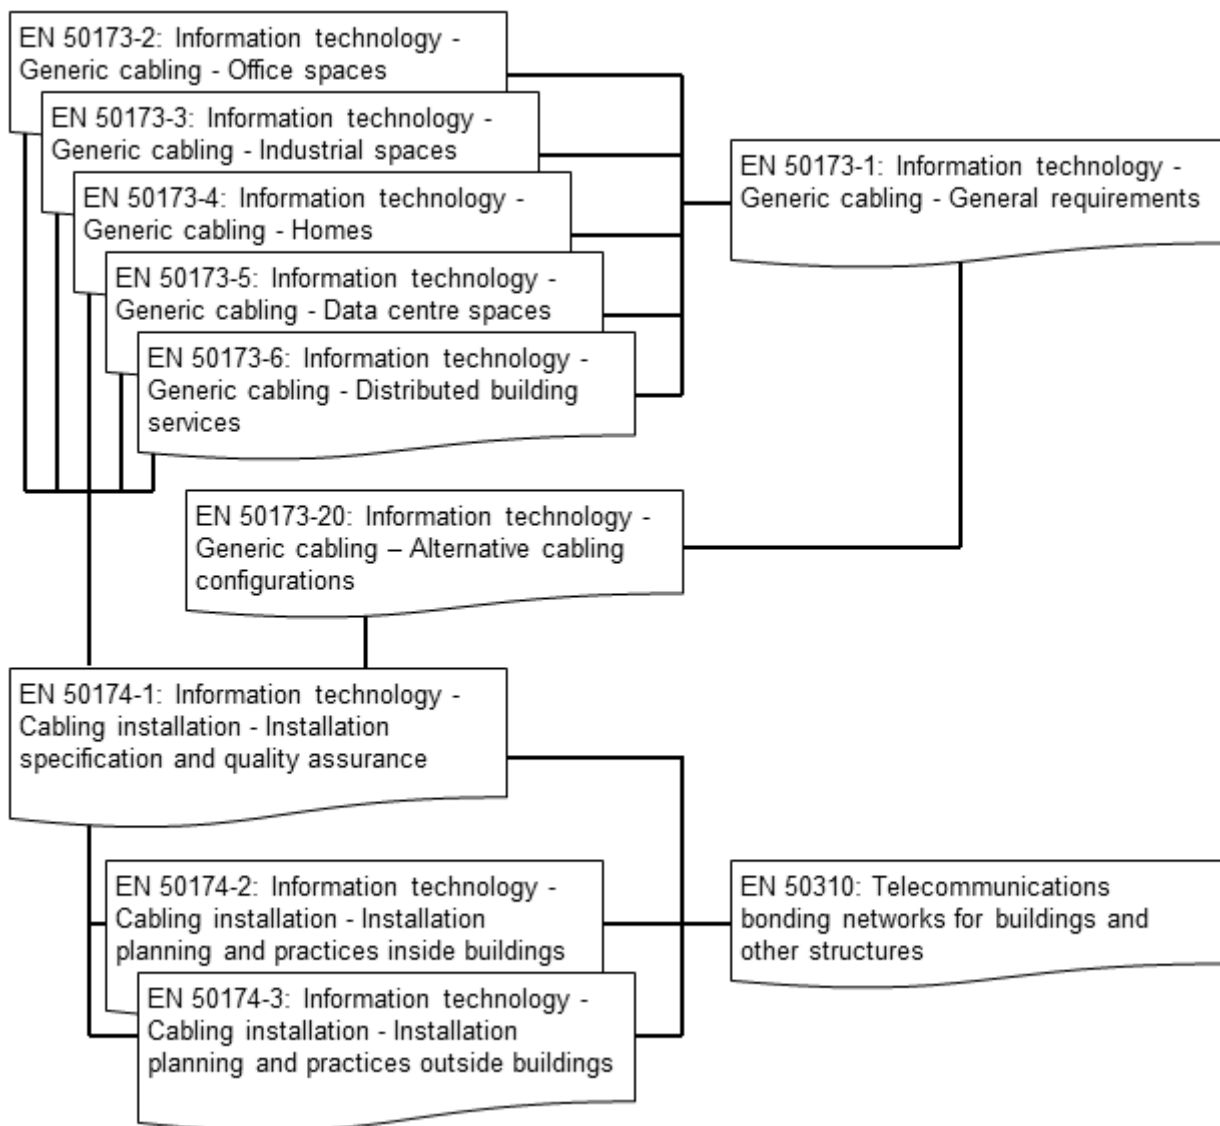 EN 50173-2: Information technology -
Generic cabling - Office spaces
EN 50173-3: Information technology -
Generic cabling - Industrial spaces
EN 50173-4: Information technology -
Generic cabling - Homes
EN 50173-5: Information technology -
Generic cabling - Data centre spaces
EN 50173-6: Information technology -
Generic cabling - Distributed building
services
EN 50173-1: Information technology -
Generic cabling - General requirements
EN 50173-20: Information technology -
Generic cabling – Alternative cabling
configurations
EN 50174-1: Information technology -
Cabling installation - Installation
specification and quality assurance
EN 50174-2: Information technology -
Cabling installation - Installation
planning and practices inside buildings
EN 50174-3: Information technology -
Cabling installation - Installation
planning and practices outside buildings
EN 50310: Telecommunications
bonding networks for buildings and
other structures